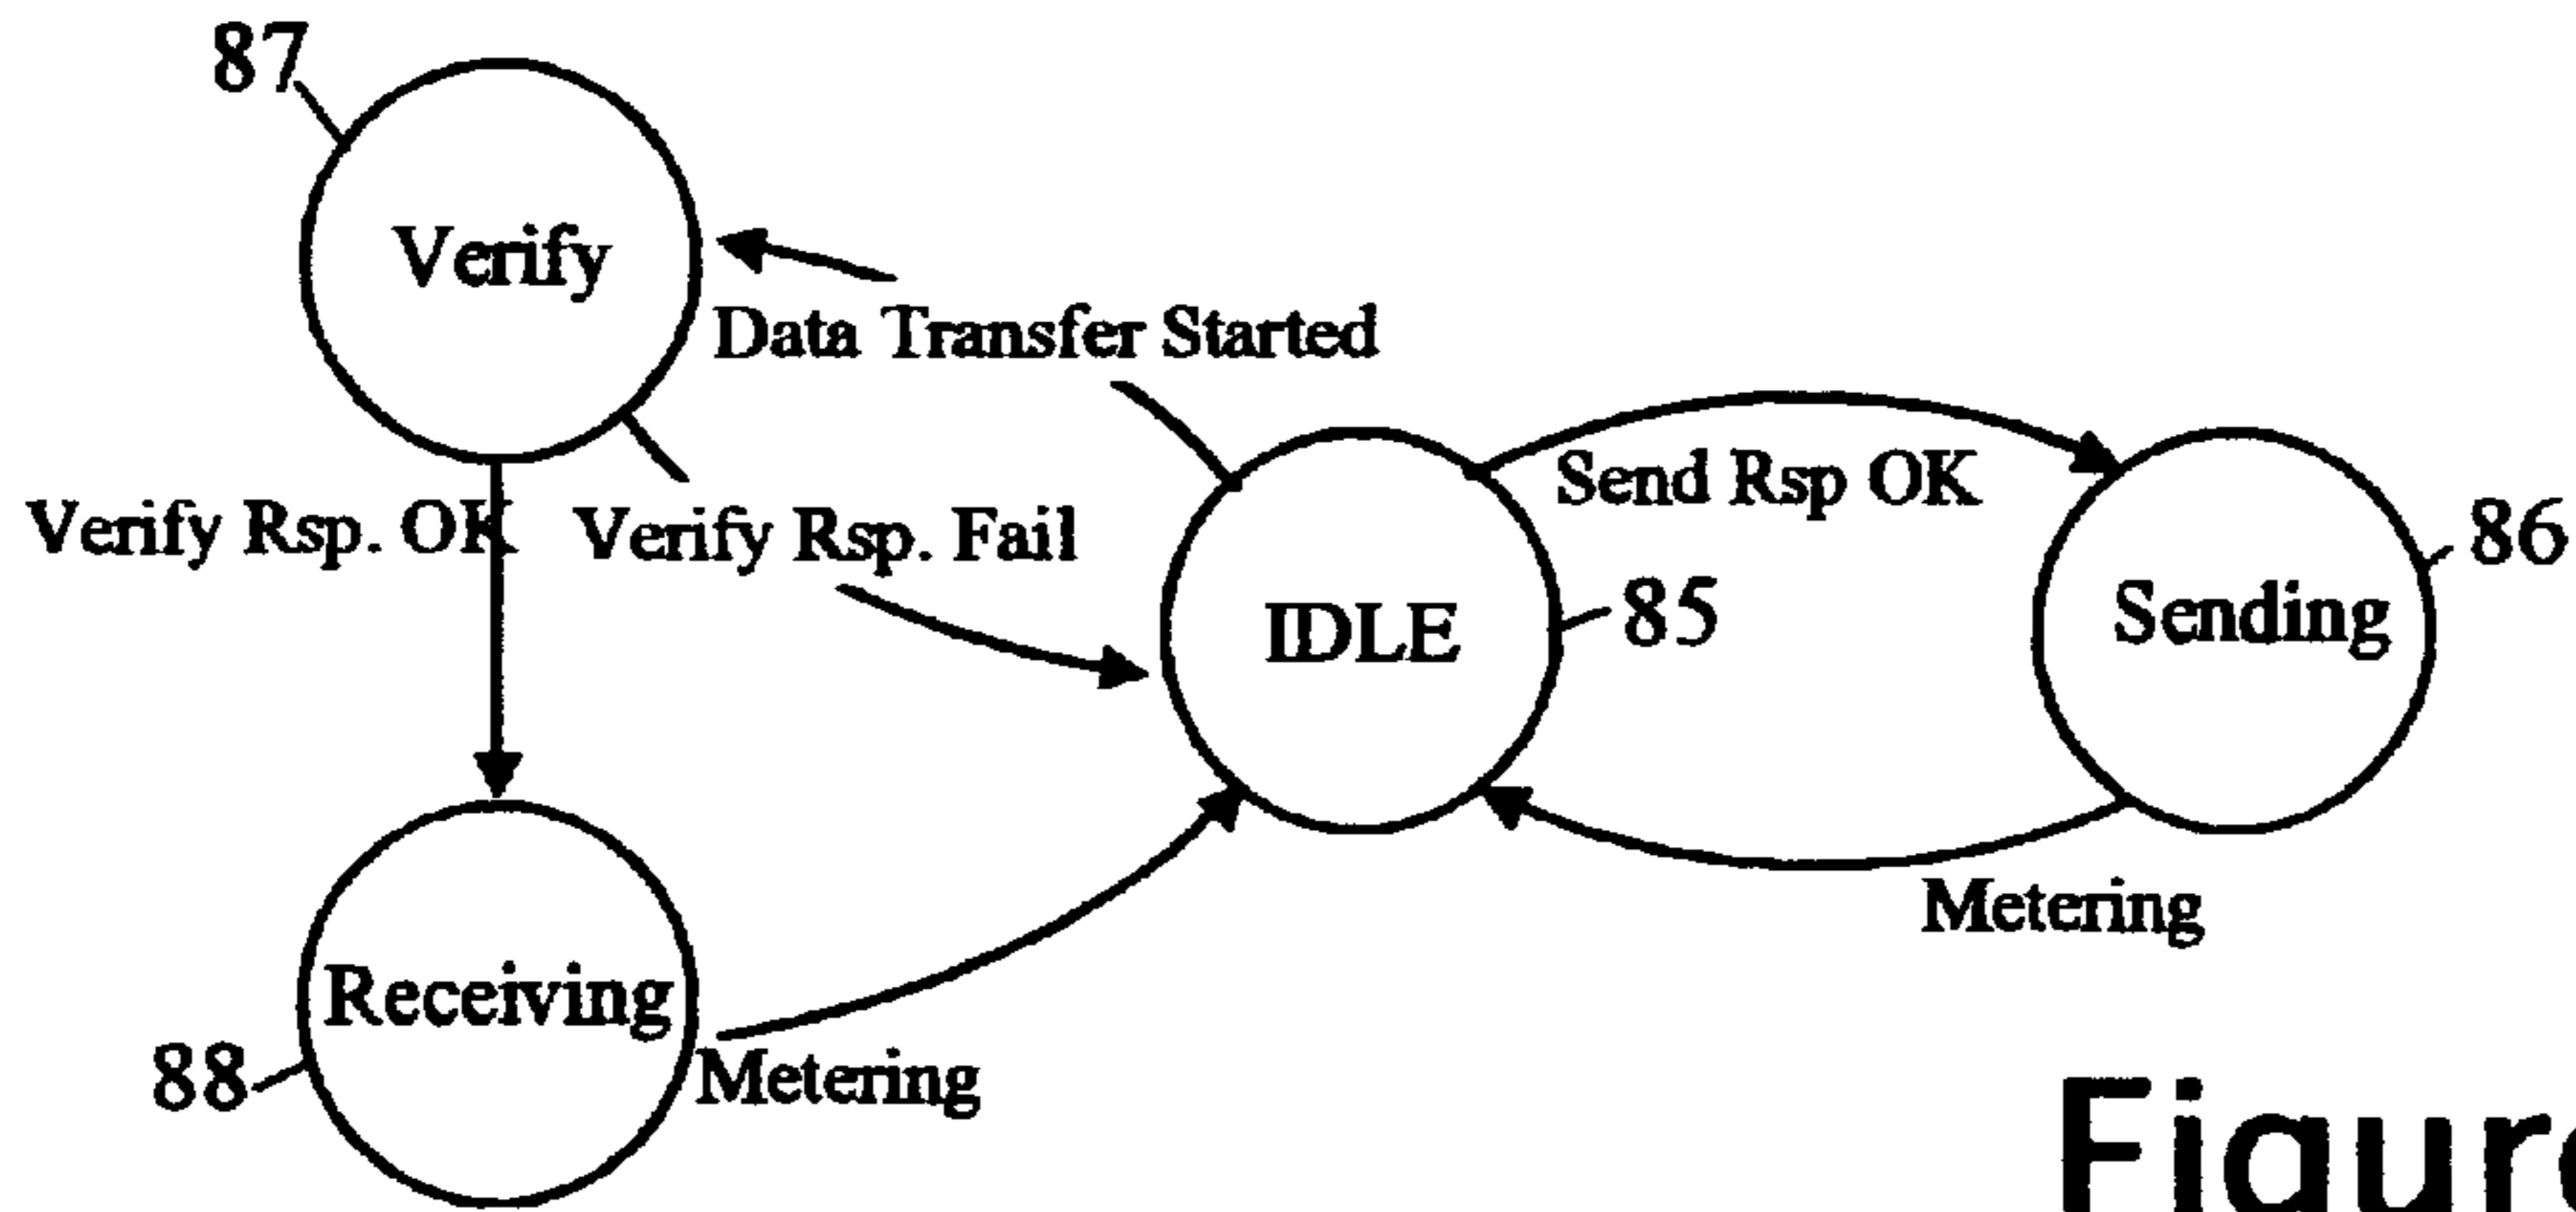 87
Verify
Data Transfer Started
Verify Rsp. OK
Verify Rsp. Fail
Send Rsp OK
86
IDLE
85
Sending
Metering
Receiving
88
Metering